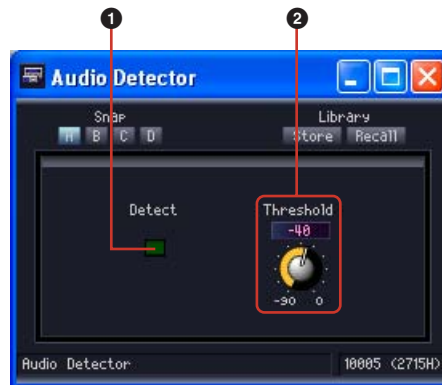 1 2
Audio Detector
Snap Library
A B C D Store Recall
Detect Threshold
-40
-90 0
Audio Detector 10005 (2715H)